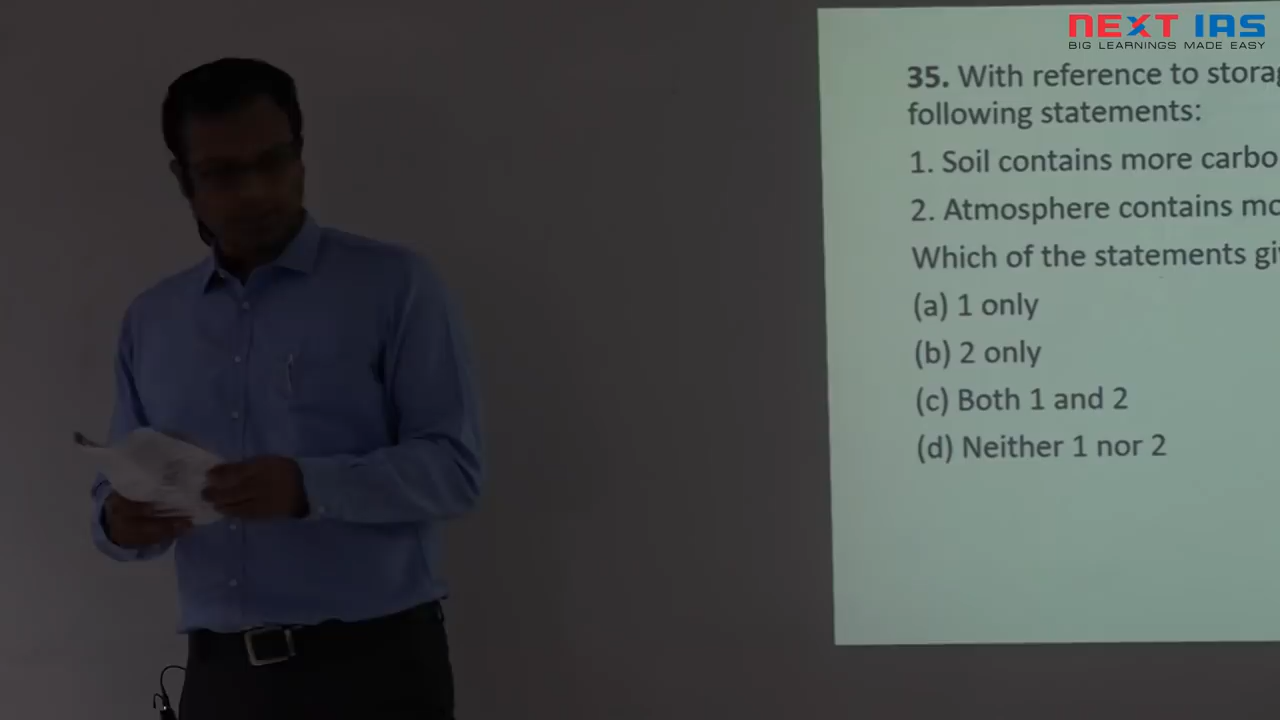 NEXT IAS
BIG LEARNINGS MADE EASY
35. With reference to storag
following statements:
1. Soil contains more carbo
2. Atmosphere contains mo
Which of the statements gi
(a) 1 only
(b) 2 only
(c) Both 1 and 2
(d) Neither 1 nor 2